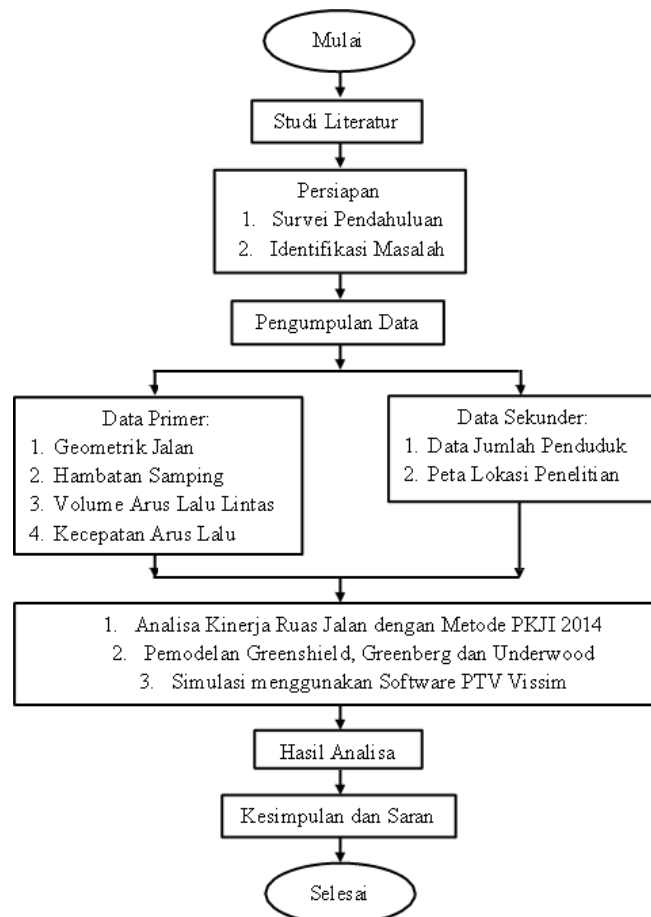 Mulai
Studi Literatur
Persiapan
1. Survei Pendahuluan
2. Identifikasi Masalah
Pengumpulan Data
Data Primer:
1. Geometrik Jalan
2. Hambatan Samping
3. Volume Arus Lalu Lintas
4. Kecepatan Arus Lalu
Data Sekunder:
1. Data Jumlah Penduduk
2. Peta Lokasi Penelitian
1. Analisa Kinerja Ruas Jalan dengan Metode PKJI 2014
2. Pemodelan Greenshield, Greenberg dan Underwood
3. Simulasi menggunakan Software PTV Vissim
Hasil Analisa
Kesimpulan dan Saran
Selesai